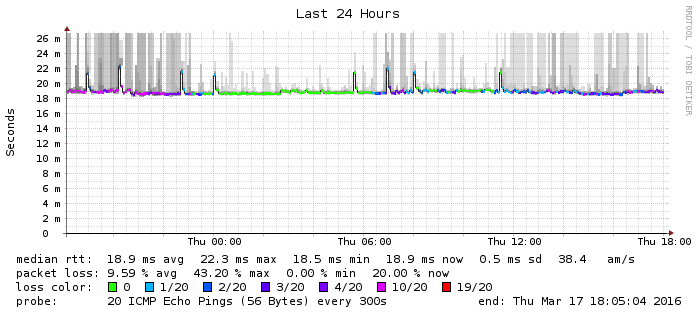 Last 24 Hours
RRDTOOL / TOBI OETIKER
Seconds
26 m
24 m
22 m
20 m
18 m
16 m
14 m
12 m
10 m
8 m
6 m
4 m
2 m
0
Thu 00:00 Thu 06:00 Thu 12:00 Thu 18:00
median rtt: 18.9 ms avg 22.3 ms max 18.5 ms min 18.9 ms now 0.5 ms sd 38.4 am/s
packet loss: 9.59 % avg 43.20 % max 0.00 % min 20.00 % now
loss color: 0 1/20 2/20 3/20 4/20 10/20 19/20
probe: 20 ICMP Echo Pings (56 Bytes) every 300s end: Thu Mar 17 18:05:04 2016